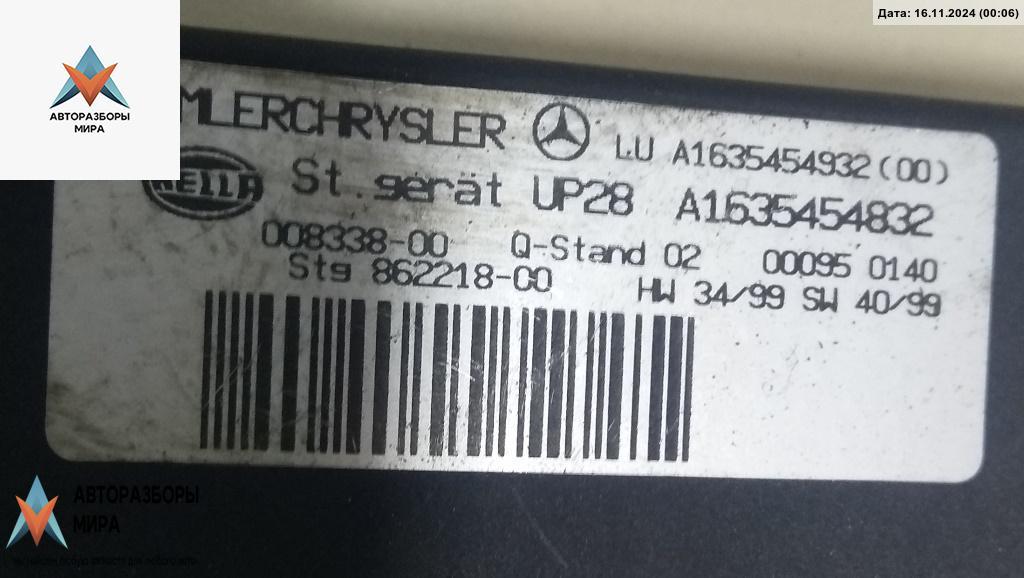 Дата: 16.11.2024 (00:06)
АВТОРАЗБОРЫ
МИРА
MLERCHRYSLER LU A1635454932(00)
HELLA St.gerät UP28 A1635454832
008338-00 Q-Stand 02 000095 0140
Stg 862218-00 HW 34/99 SW 40/99
АВТОРАЗБОРЫ
МИРА